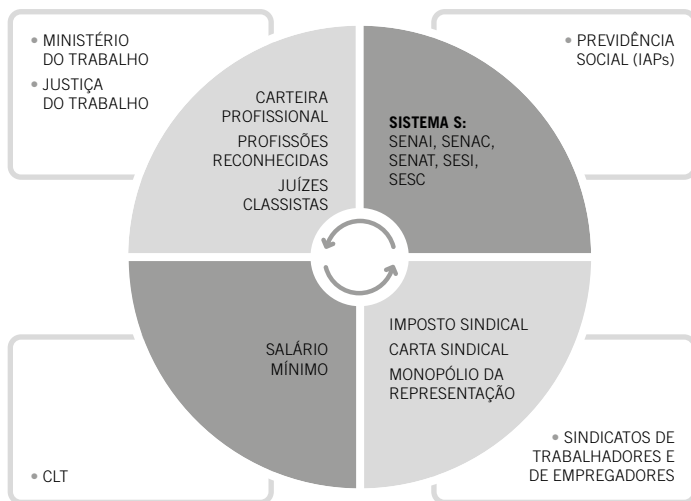 • MINISTÉRIO
DO TRABALHO
• JUSTIÇA
DO TRABALHO
CARTEIRA
PROFISSIONAL
PROFISSÕES
RECONHECIDAS
JUÍZES
CLASSISTAS
SISTEMA S:
SENAI, SENAC,
SENAT, SESI,
SESC
• PREVIDÊNCIA
SOCIAL (IAPs)
SALÁRIO
MÍNIMO
• CLT
IMPOSTO SINDICAL
CARTA SINDICAL
MONOPÓLIO DA
REPRESENTAÇÃO
• SINDICATOS DE
TRABALHADORES E
DE EMPREGADORES